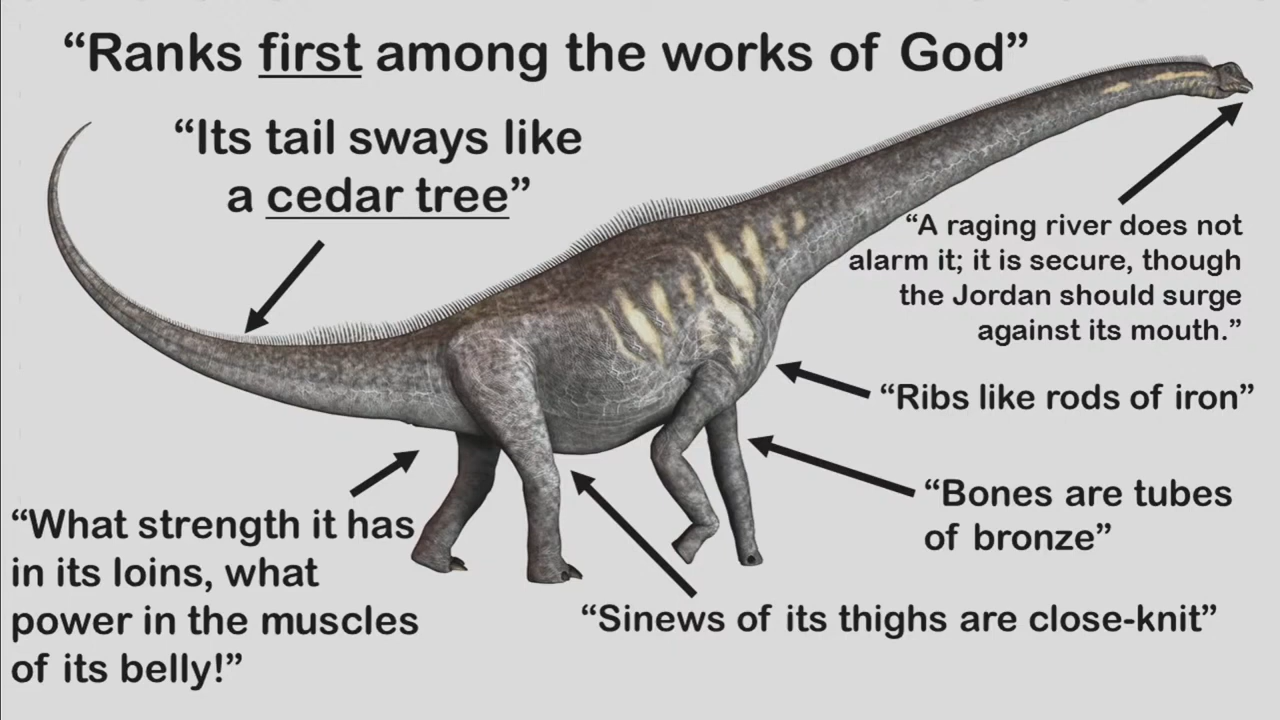 “Ranks first among the works of God”
“Its tail sways like
a cedar tree”
“A raging river does not
alarm it; it is secure, though
the Jordan should surge
against its mouth.”
“Ribs like rods of iron”
“Bones are tubes
of bronze”
“What strength it has
in its loins, what
power in the muscles
of its belly!”
“Sinews of its thighs are close-knit”